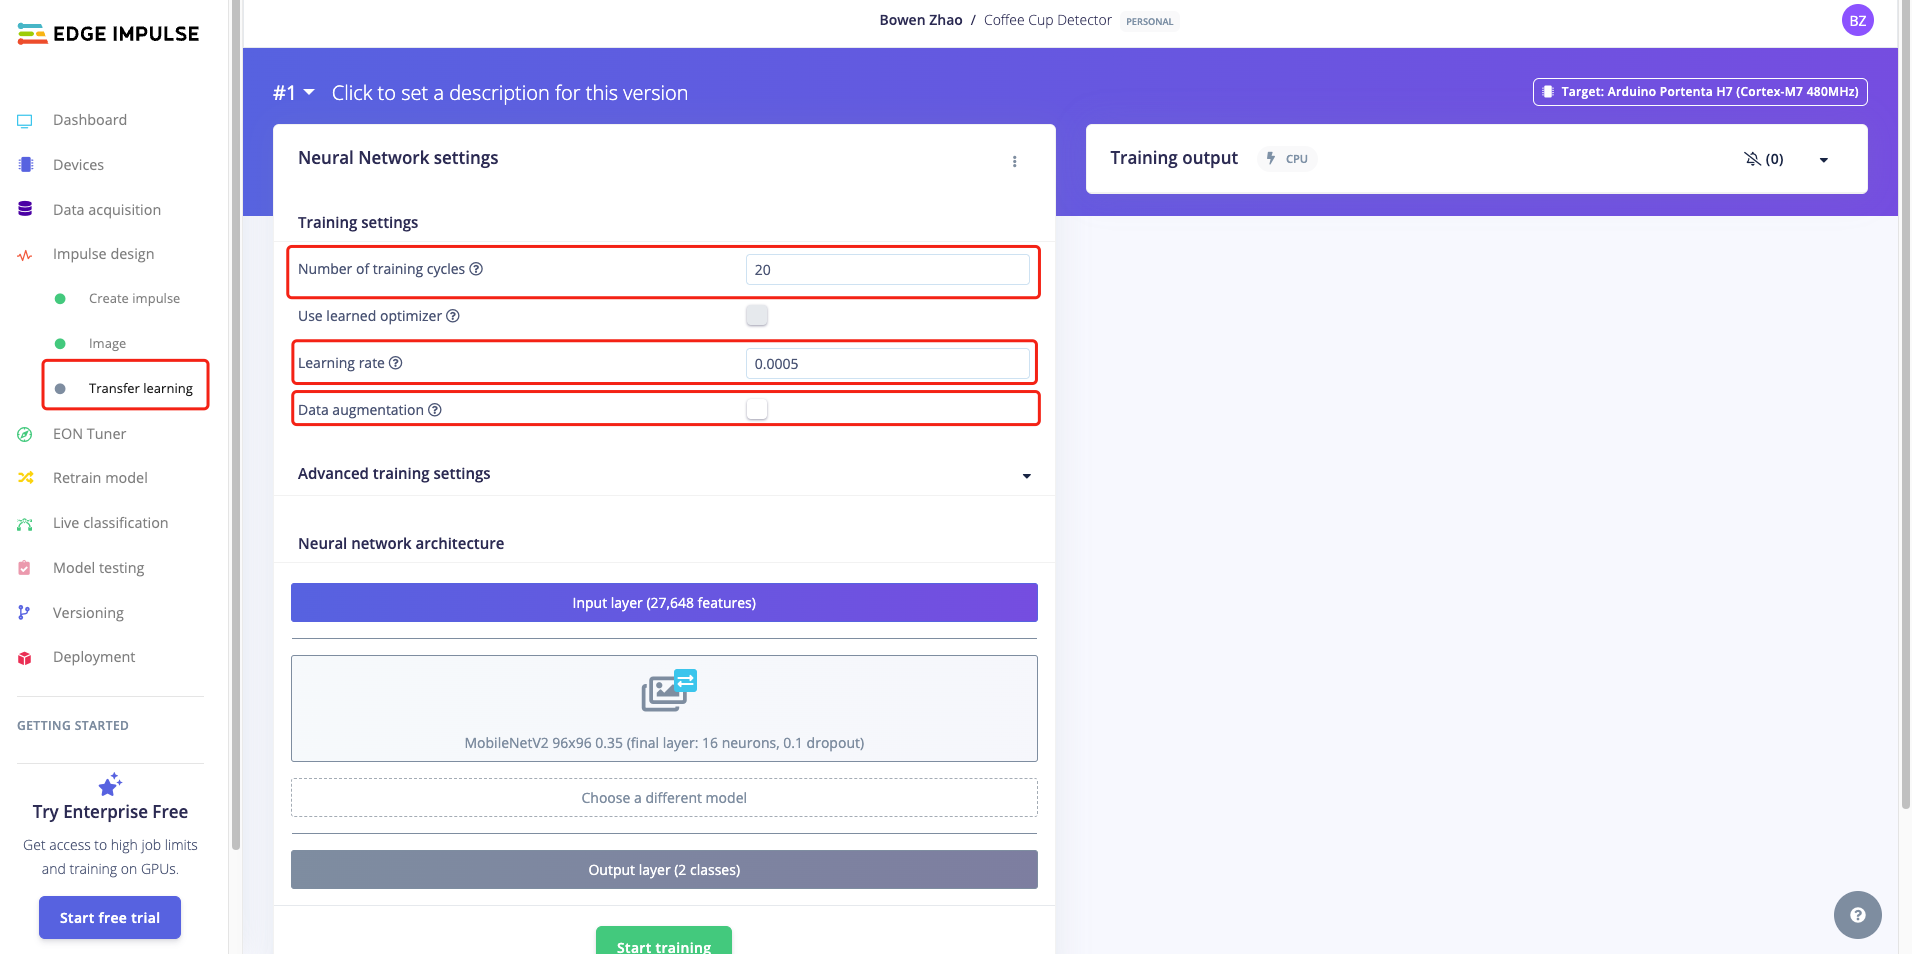 EDGE IMPULSE
Bowen Zhao / Coffee Cup Detector PERSONAL
BZ
Dashboard
Devices
Data acquisition
Impulse design
Create impulse
Image
Transfer learning
EON Tuner
Retrain model
Live classification
Model testing
Versioning
Deployment
GETTING STARTED
Try Enterprise Free
Get access to high job limits
and training on GPUs.
Start free trial
#1 Click to set a description for this version
Target: Arduino Portenta H7 (Cortex-M7 480MHz)
Neural Network settings
Training settings
Number of training cycles ? 20
Use learned optimizer ?
Learning rate ? 0.0005
Data augmentation ?
Advanced training settings
Neural network architecture
Input layer (27,648 features)
MobileNetV2 96x96 0.35 (final layer: 16 neurons, 0.1 dropout)
Choose a different model
Output layer (2 classes)
Start training
Training output CPU (0)
?